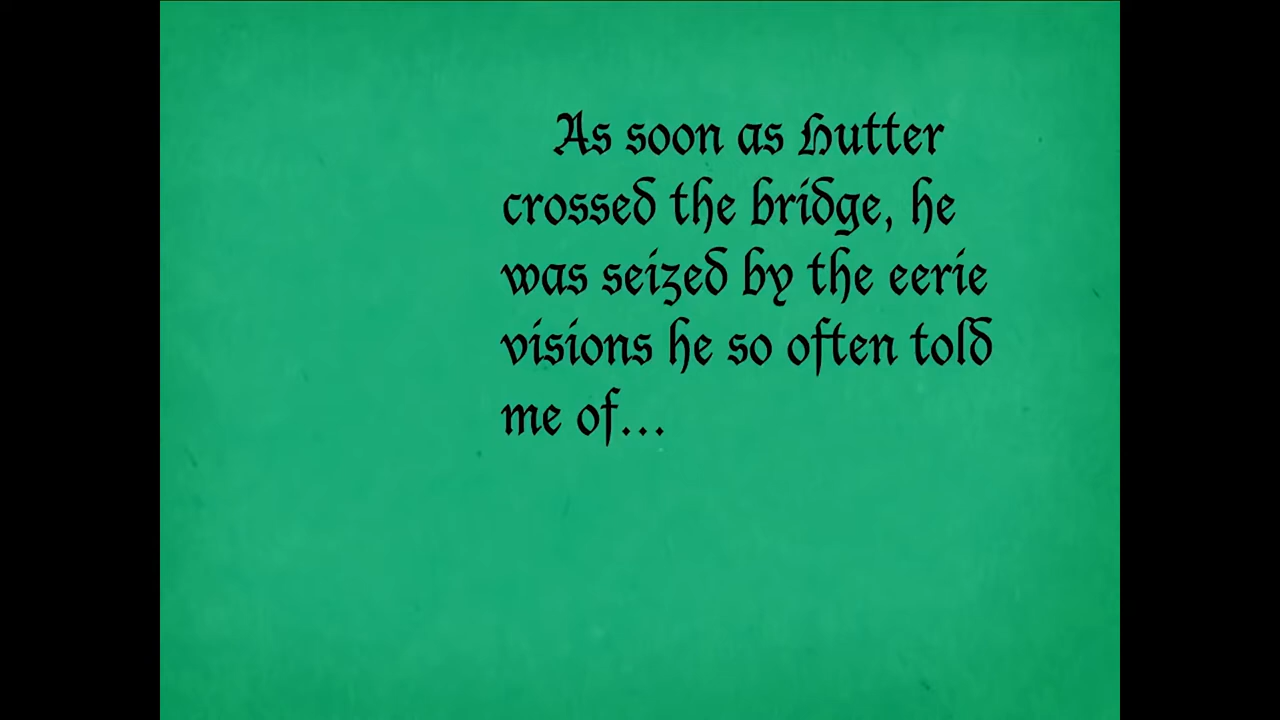 As soon as Hutter
crossed the bridge, he
was seized by the eerie
visions he so often told
me of...